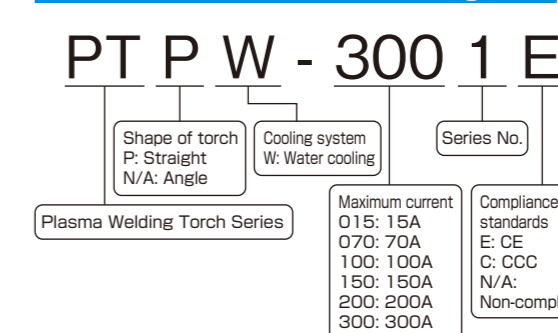 PT P W - 300 1 E
Shape of torch
P: Straight
N/A: Angle
Cooling system
W: Water cooling
Series No.
Plasma Welding Torch Series
Maximum current
015: 15A
070: 70A
100: 100A
150: 150A
200: 200A
300: 300A
Compliance
standards
E: CE
C: CCC
N/A: